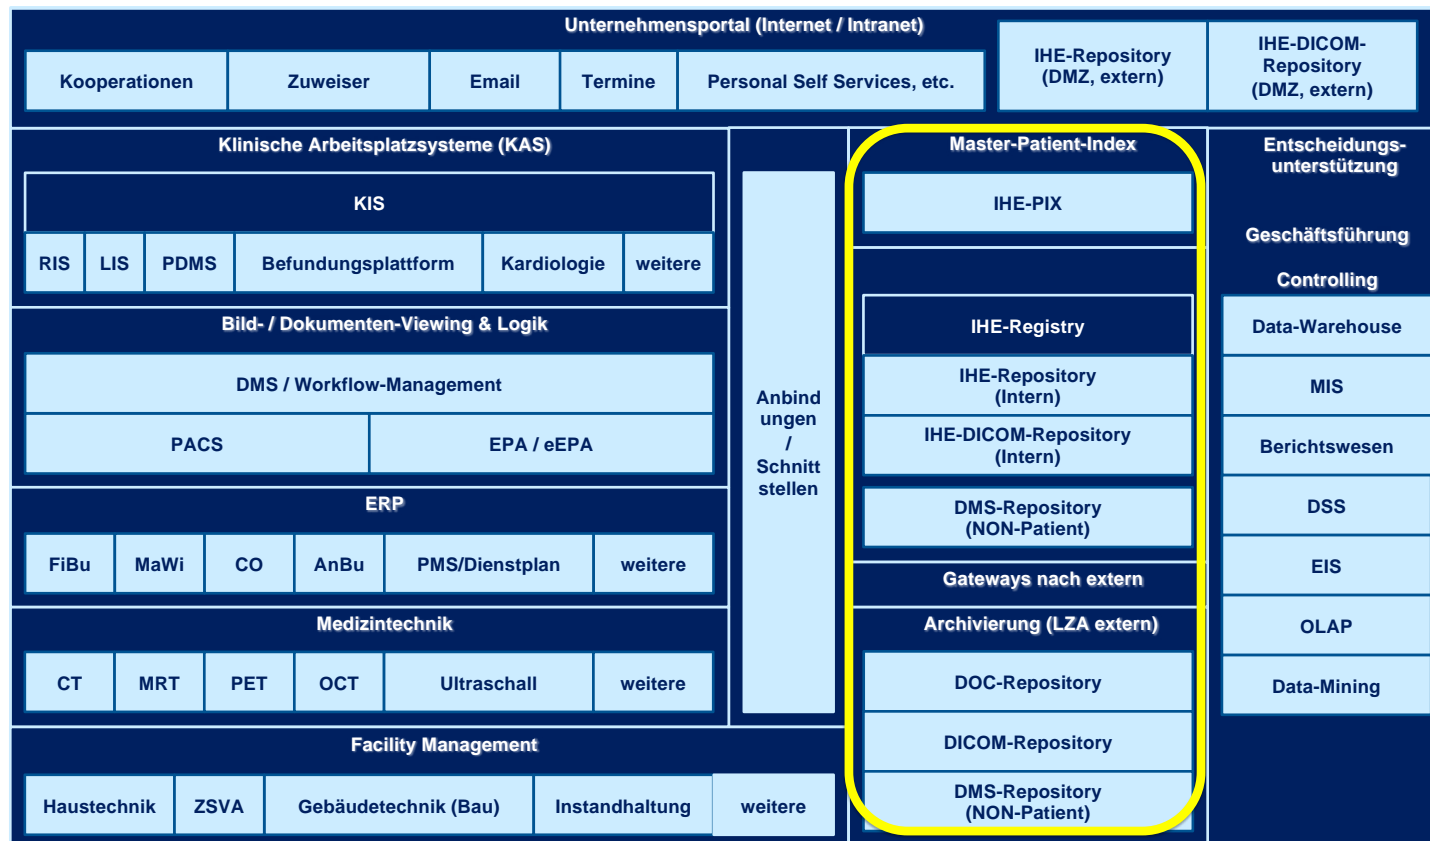 Unternehmensportal (Internet / Intranet)
Kooperationen
Zuweiser
Email
Termine
Personal Self Services, etc.
IHE-Repository
(DMZ, extern)
IHE-DICOM-
Repository
(DMZ, extern)
Klinische Arbeitsplatzsysteme (KAS)
KIS
RIS
LIS
PDMS
Befundungsplattform
Kardiologie
weitere
Bild- / Dokumenten-Viewing & Logik
DMS / Workflow-Management
PACS
EPA / eEPA
ERP
FiBu
MaWi
CO
AnBu
PMS/Dienstplan
weitere
Medizintechnik
CT
MRT
PET
OCT
Ultraschall
weitere
Facility Management
Haustechnik
ZSVA
Gebäudetechnik (Bau)
Instandhaltung
weitere
Anbind
ungen
/
Schnitt
stellen
Master-Patient-Index
IHE-PIX
IHE-Registry
IHE-Repository
(Intern)
IHE-DICOM-Repository
(Intern)
DMS-Repository
(NON-Patient)
Gateways nach extern
Archivierung (LZA extern)
DOC-Repository
DICOM-Repository
DMS-Repository
(NON-Patient)
Entscheidungs-
unterstützung
Geschäftsführung
Controlling
Data-Warehouse
MIS
Berichtswesen
DSS
EIS
OLAP
Data-Mining